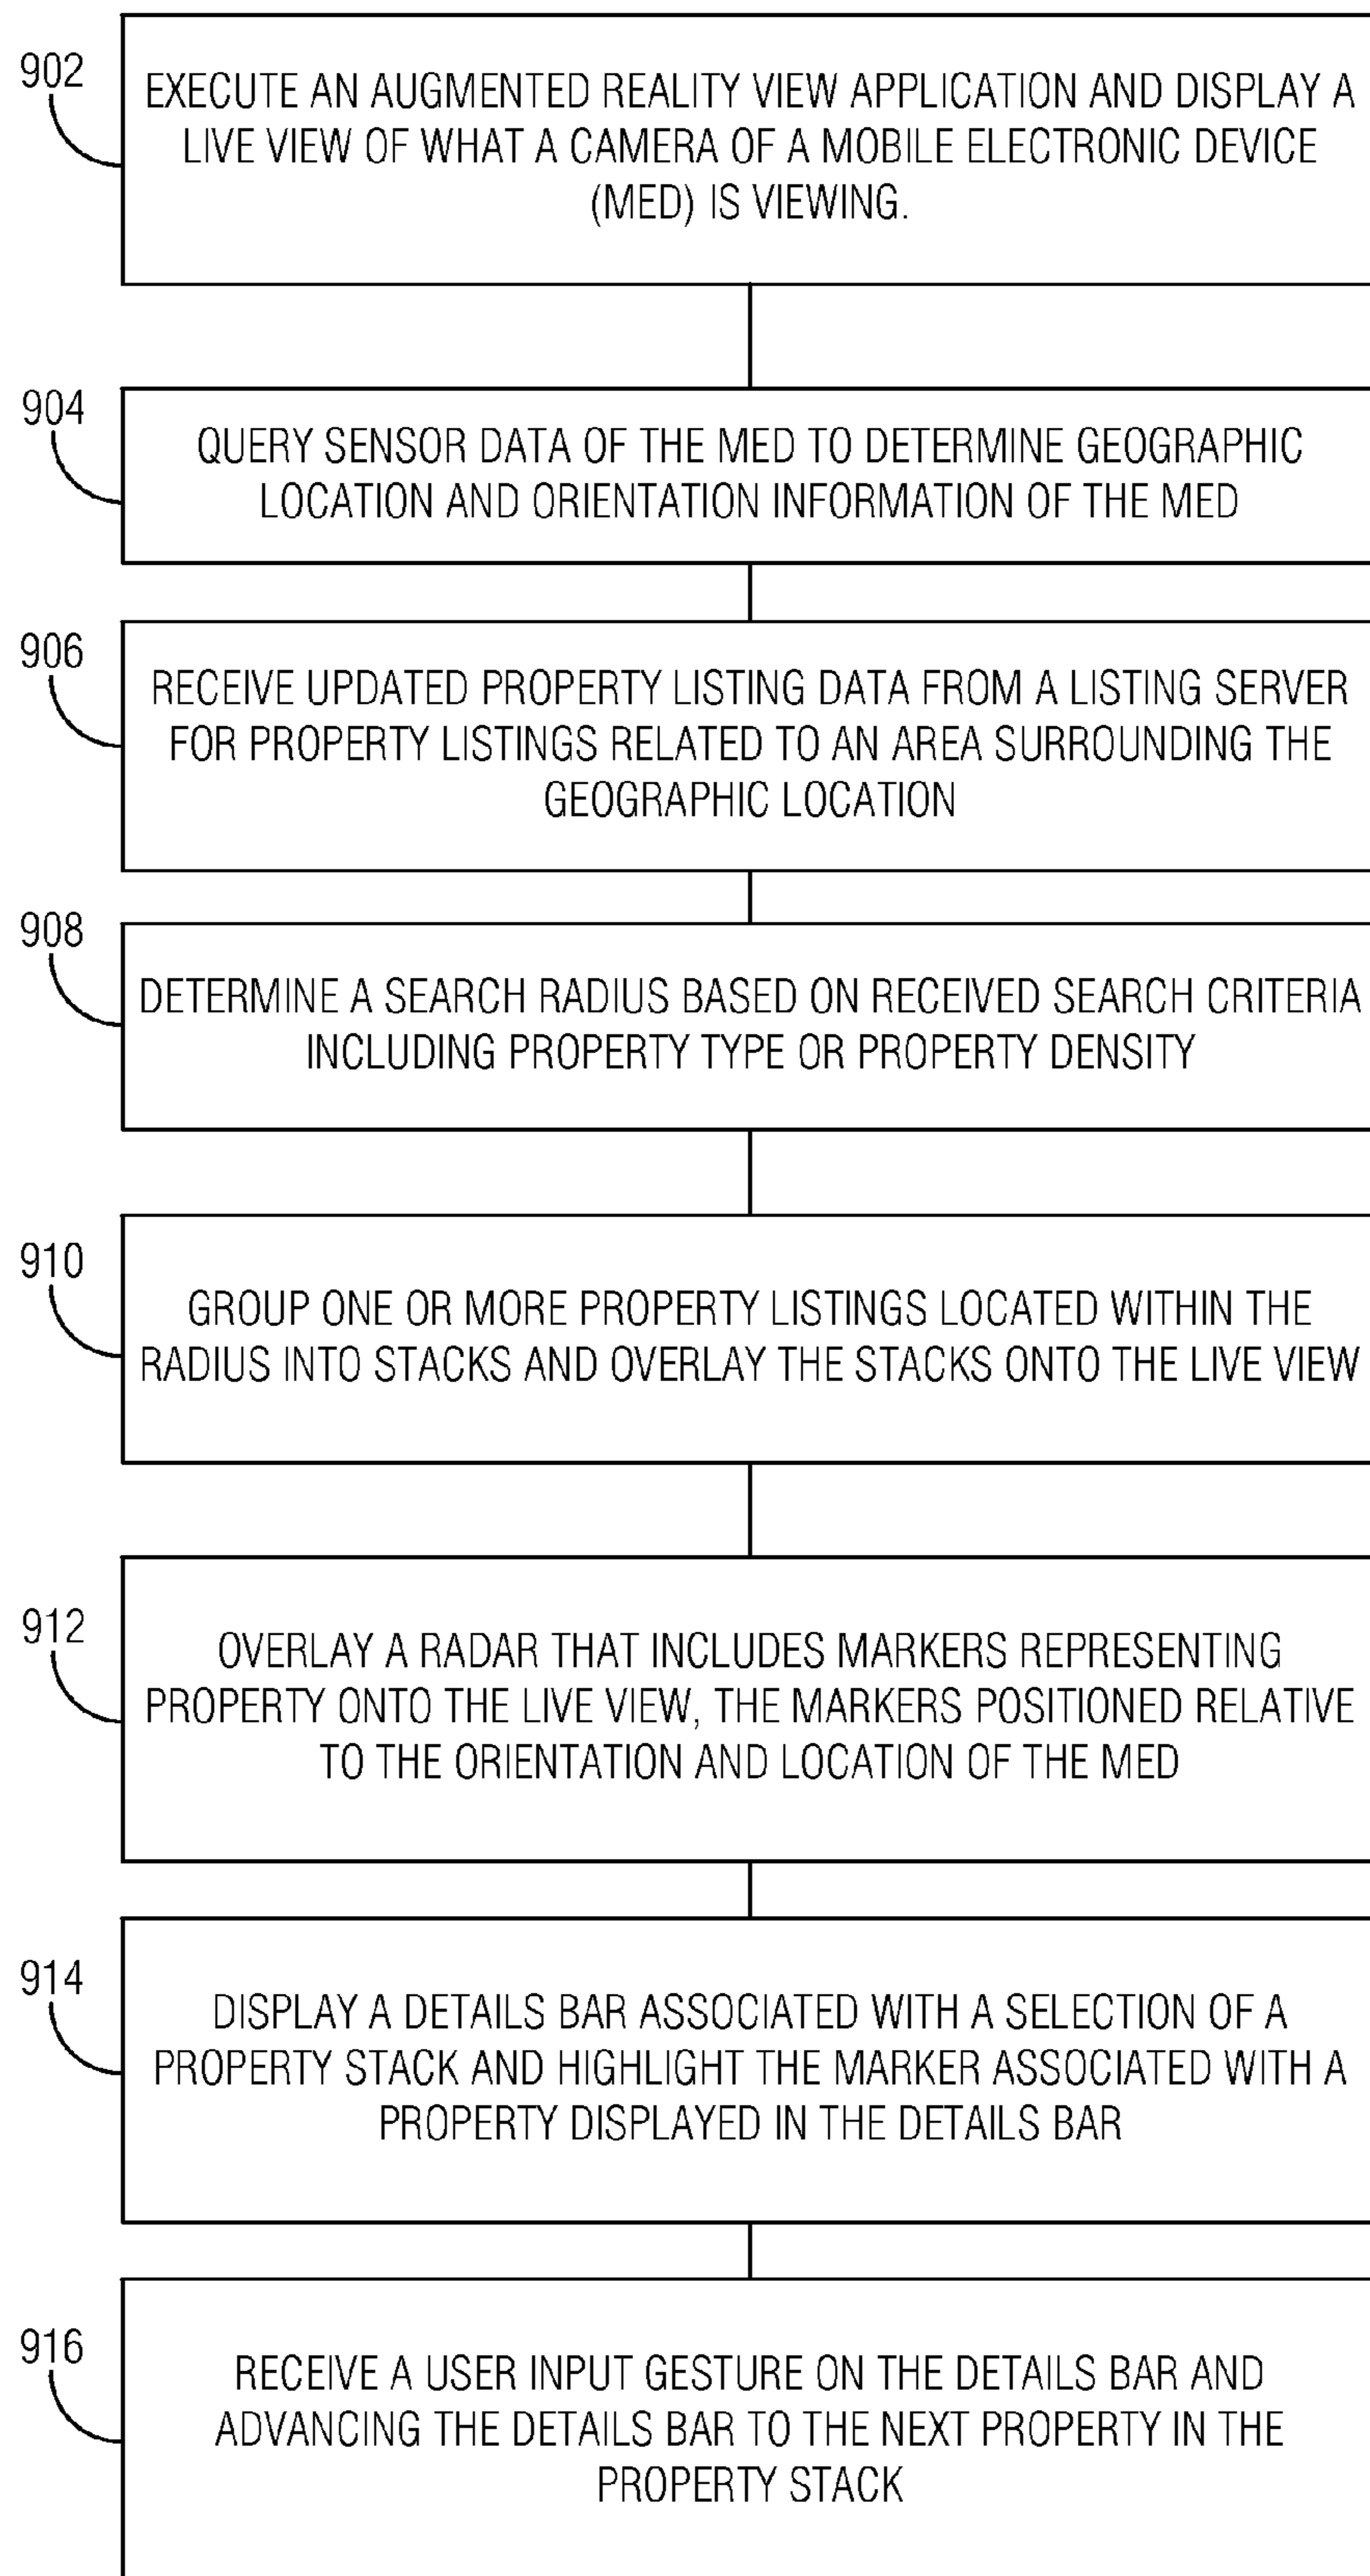 902
EXECUTE AN AUGMENTED REALITY VIEW APPLICATION AND DISPLAY A
LIVE VIEW OF WHAT A CAMERA OF A MOBILE ELECTRONIC DEVICE
(MED) IS VIEWING.
904
QUERY SENSOR DATA OF THE MED TO DETERMINE GEOGRAPHIC
LOCATION AND ORIENTATION INFORMATION OF THE MED
906
RECEIVE UPDATED PROPERTY LISTING DATA FROM A LISTING SERVER
FOR PROPERTY LISTINGS RELATED TO AN AREA SURROUNDING THE
GEOGRAPHIC LOCATION
908
DETERMINE A SEARCH RADIUS BASED ON RECEIVED SEARCH CRITERIA
INCLUDING PROPERTY TYPE OR PROPERTY DENSITY
910
GROUP ONE OR MORE PROPERTY LISTINGS LOCATED WITHIN THE
RADIUS INTO STACKS AND OVERLAY THE STACKS ONTO THE LIVE VIEW
912
OVERLAY A RADAR THAT INCLUDES MARKERS REPRESENTING
PROPERTY ONTO THE LIVE VIEW, THE MARKERS POSITIONED RELATIVE
TO THE ORIENTATION AND LOCATION OF THE MED
914
DISPLAY A DETAILS BAR ASSOCIATED WITH A SELECTION OF A
PROPERTY STACK AND HIGHLIGHT THE MARKER ASSOCIATED WITH A
PROPERTY DISPLAYED IN THE DETAILS BAR
916
RECEIVE A USER INPUT GESTURE ON THE DETAILS BAR AND
ADVANCING THE DETAILS BAR TO THE NEXT PROPERTY IN THE
PROPERTY STACK